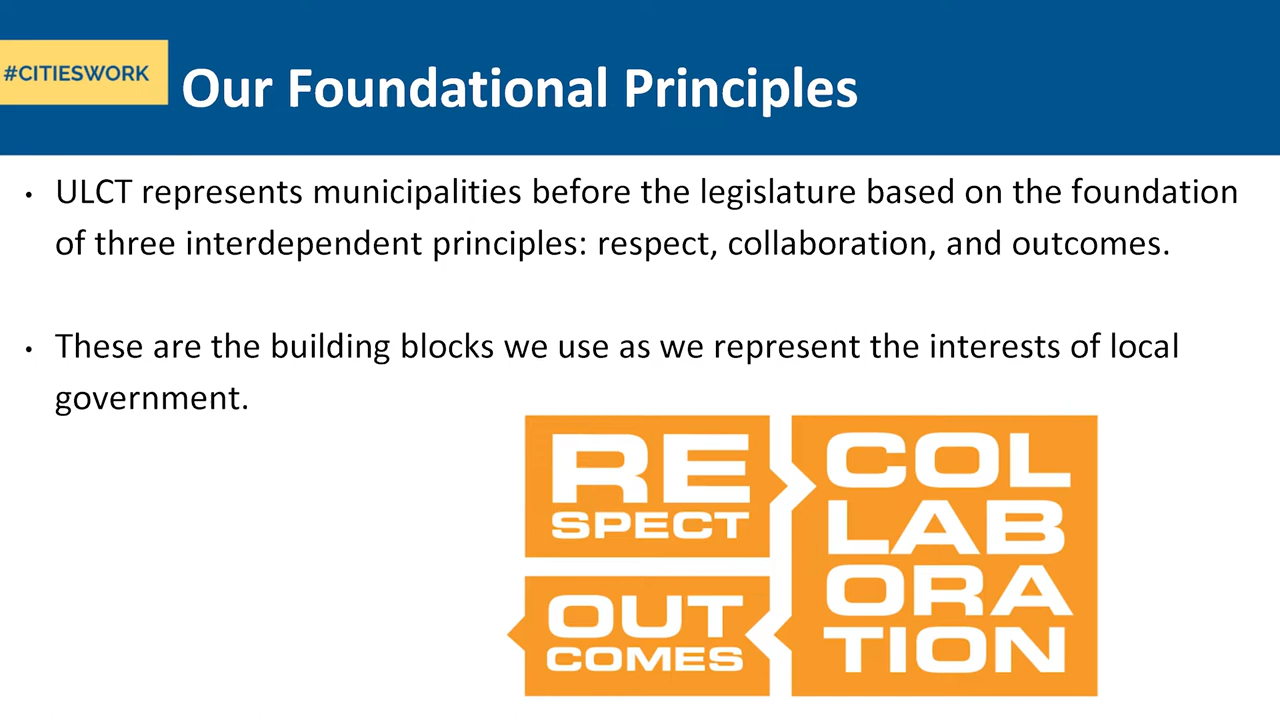 #CITIESWORK
Our Foundational Principles
• ULCT represents municipalities before the legislature based on the foundation
of three interdependent principles: respect, collaboration, and outcomes.
• These are the building blocks we use as we represent the interests of local
government.
RE
SPECT
COL
LAB
ORA
TION
OUT
COMES